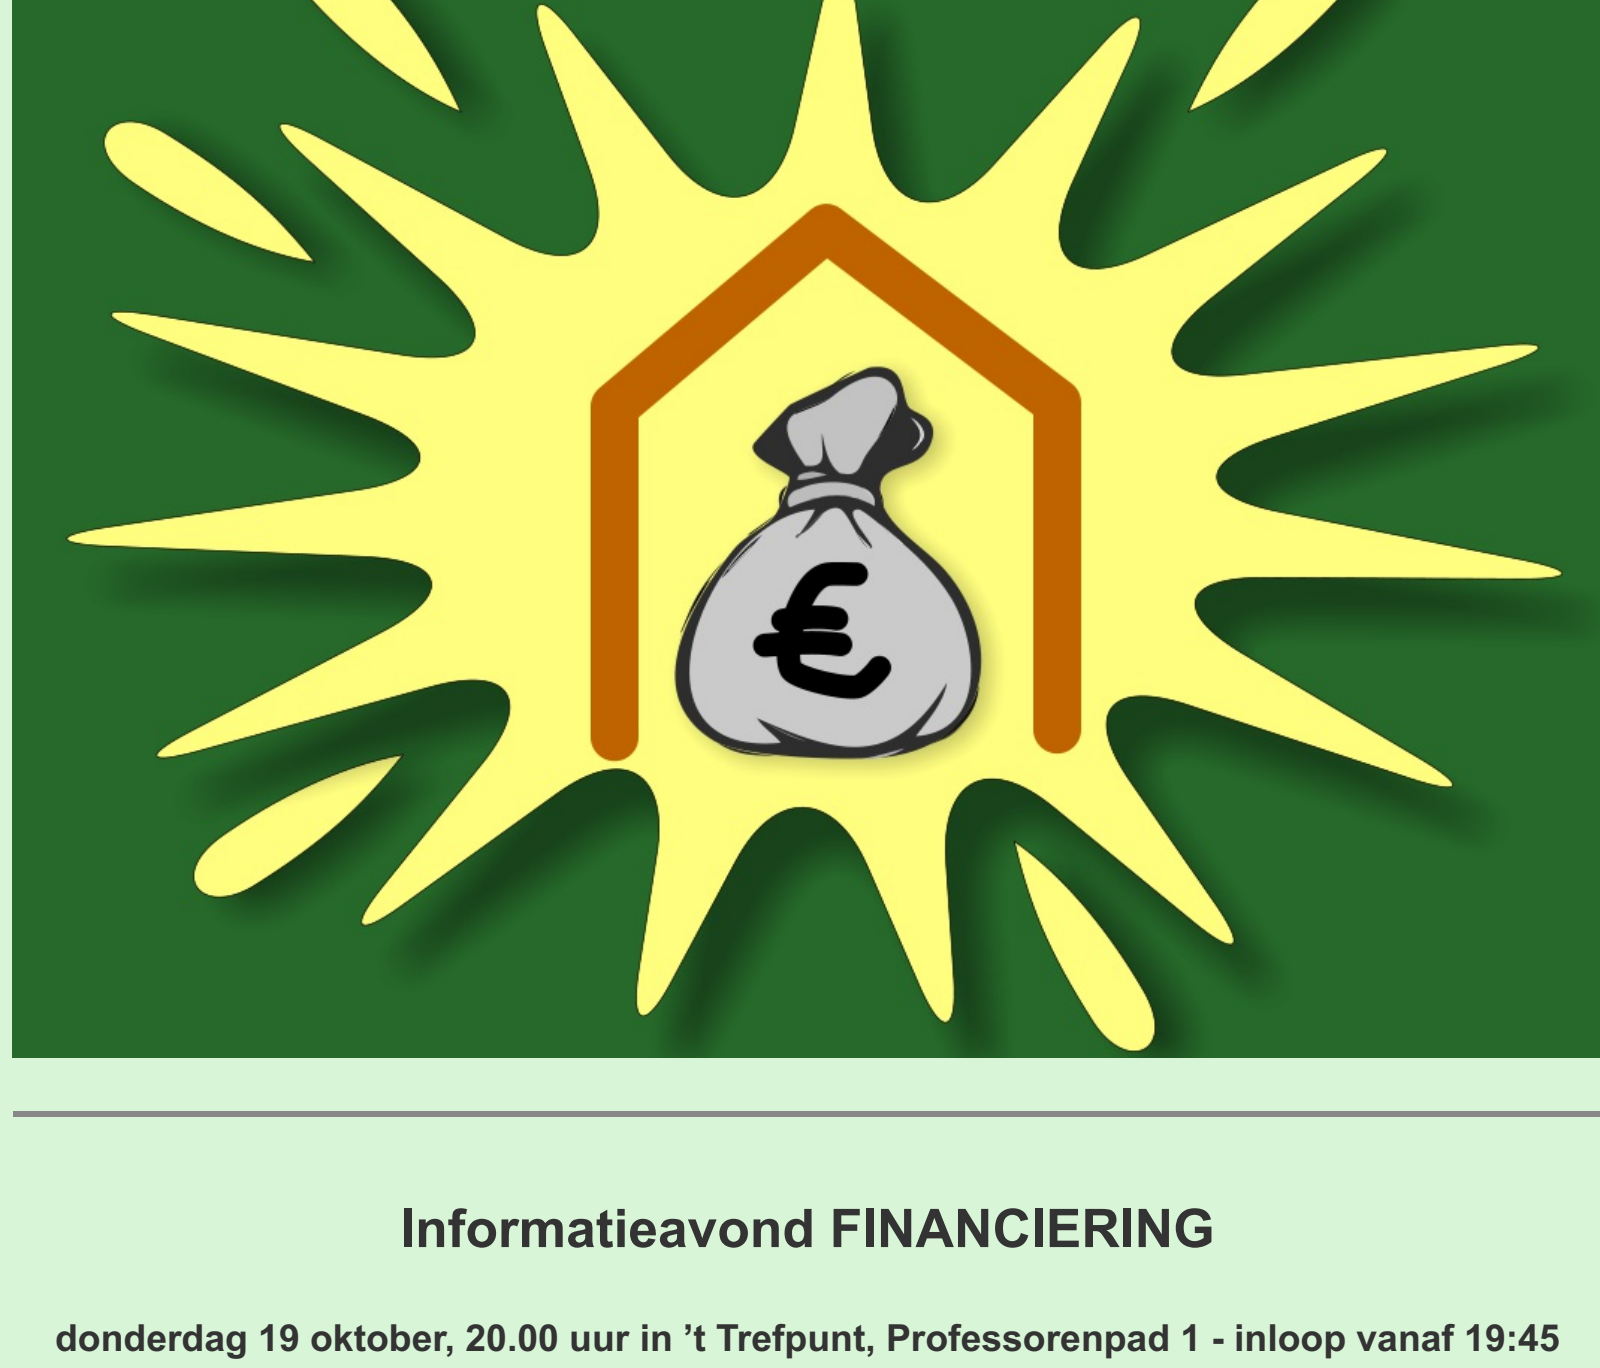 €
Informatieavond FINANCIERING
donderdag 19 oktober, 20.00 uur in ’t Trefpunt, Professorenpad 1 - inloop vanaf 19:45